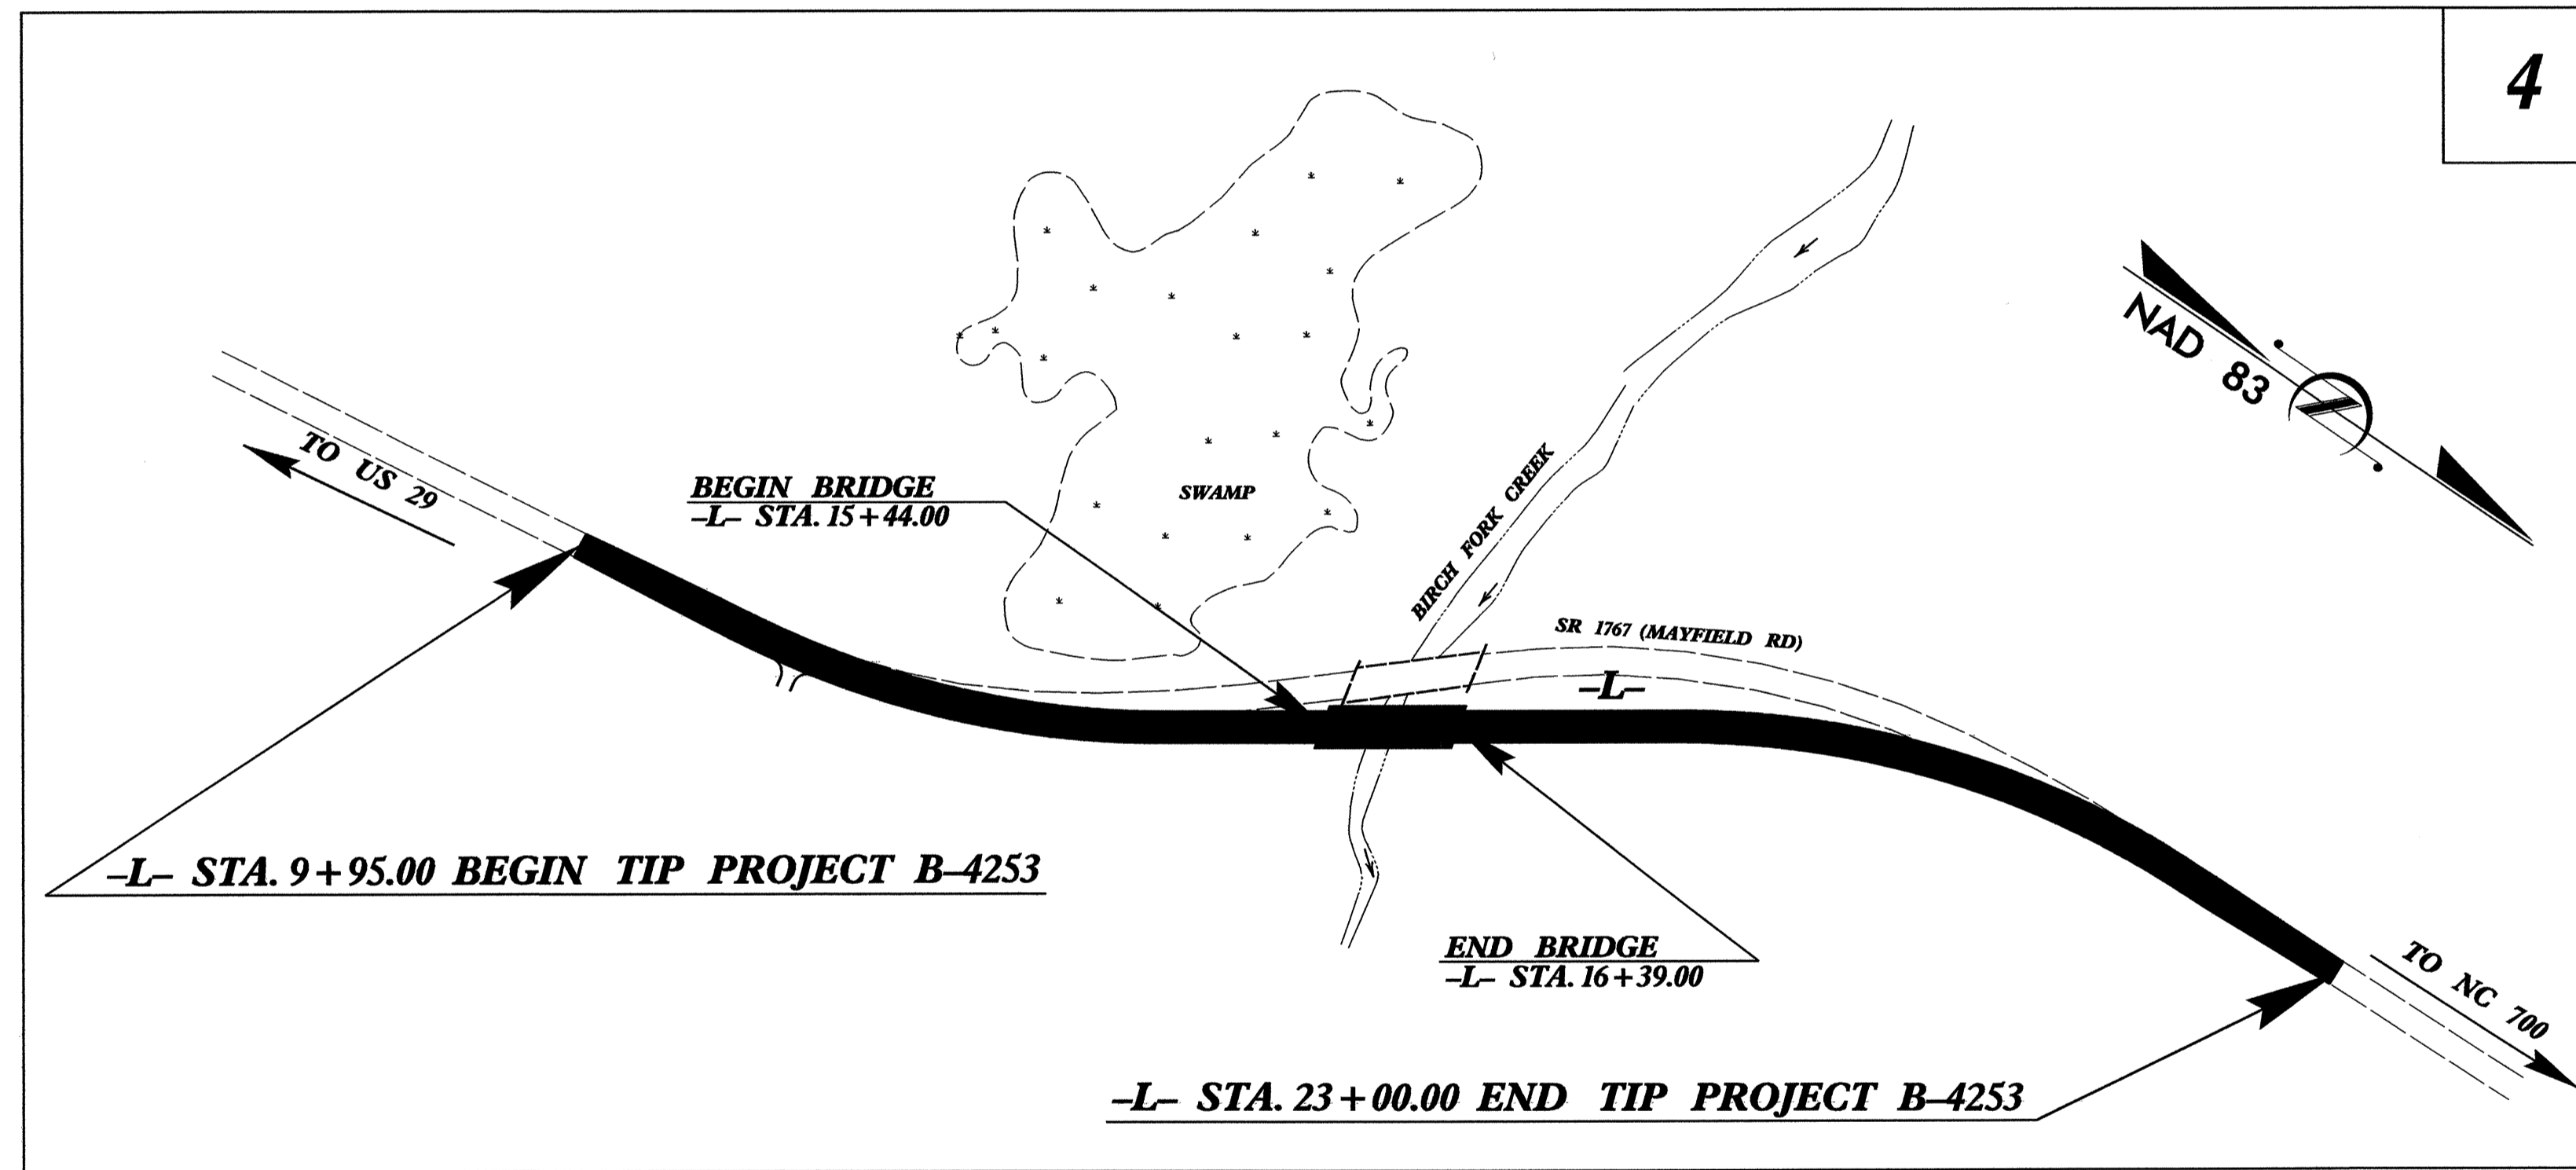 4
NAD 83
TO US 29
BEGIN BRIDGE
-L- STA. 15+44.00
SWAMP
BIRCH FORK CREEK
SR 1767 (MAYFIELD RD)
-L-
-L- STA. 9+95.00 BEGIN TIP PROJECT B-4253
END BRIDGE
-L- STA. 16+39.00
TO NC 700
-L- STA. 23+00.00 END TIP PROJECT B-4253